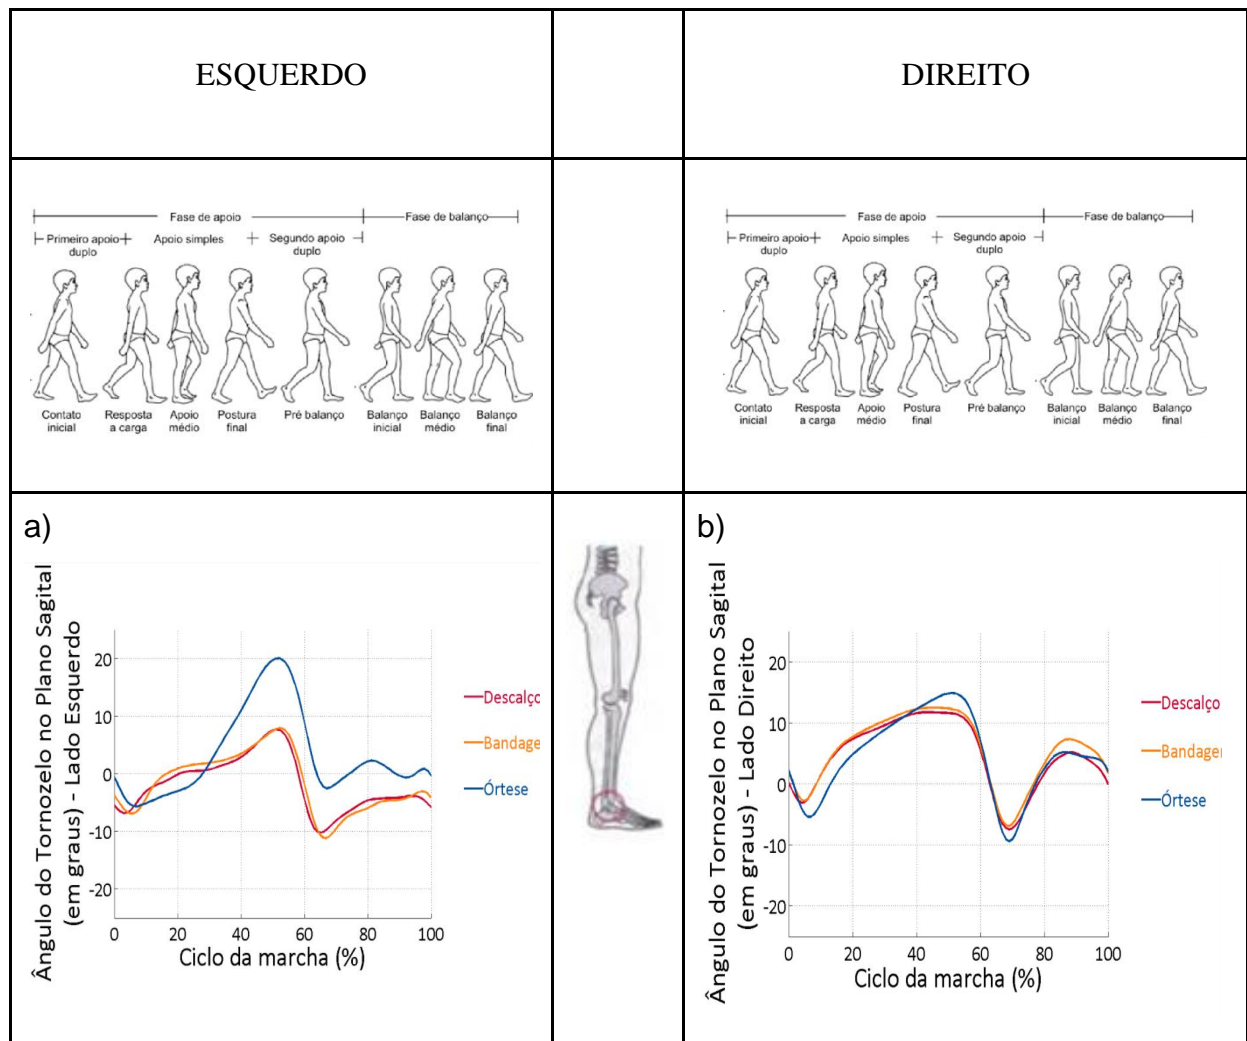 ESQUERDO
DIREITO
Fase de apoio
Fase de balanço
Primeiro apoio
duplo
Apoio simples
Segundo apoio
duplo
Contato
inicial
Resposta
a carga
Apoio
médio
Postura
final
Pré balanço
Balanço
inicial
Balanço
médio
Balanço
final
Fase de apoio
Fase de balanço
Primeiro apoio
duplo
Apoio simples
Segundo apoio
duplo
Contato
inicial
Resposta
a carga
Apoio
médio
Postura
final
Pré balanço
Balanço
inicial
Balanço
médio
Balanço
final
a)
Ângulo do Tornozelo no Plano Sagital
(em graus) - Lado Esquerdo
20
10
0
-10
-20
0 20 40 60 80 100
Ciclo da marcha (%)
Descalço
Bandage
Órtese
b)
Ângulo do Tornozelo no Plano Sagital
(em graus) - Lado Direito
20
10
0
-10
-20
0 20 40 60 80 100
Ciclo da marcha (%)
Descalço
Bandager
Órtese